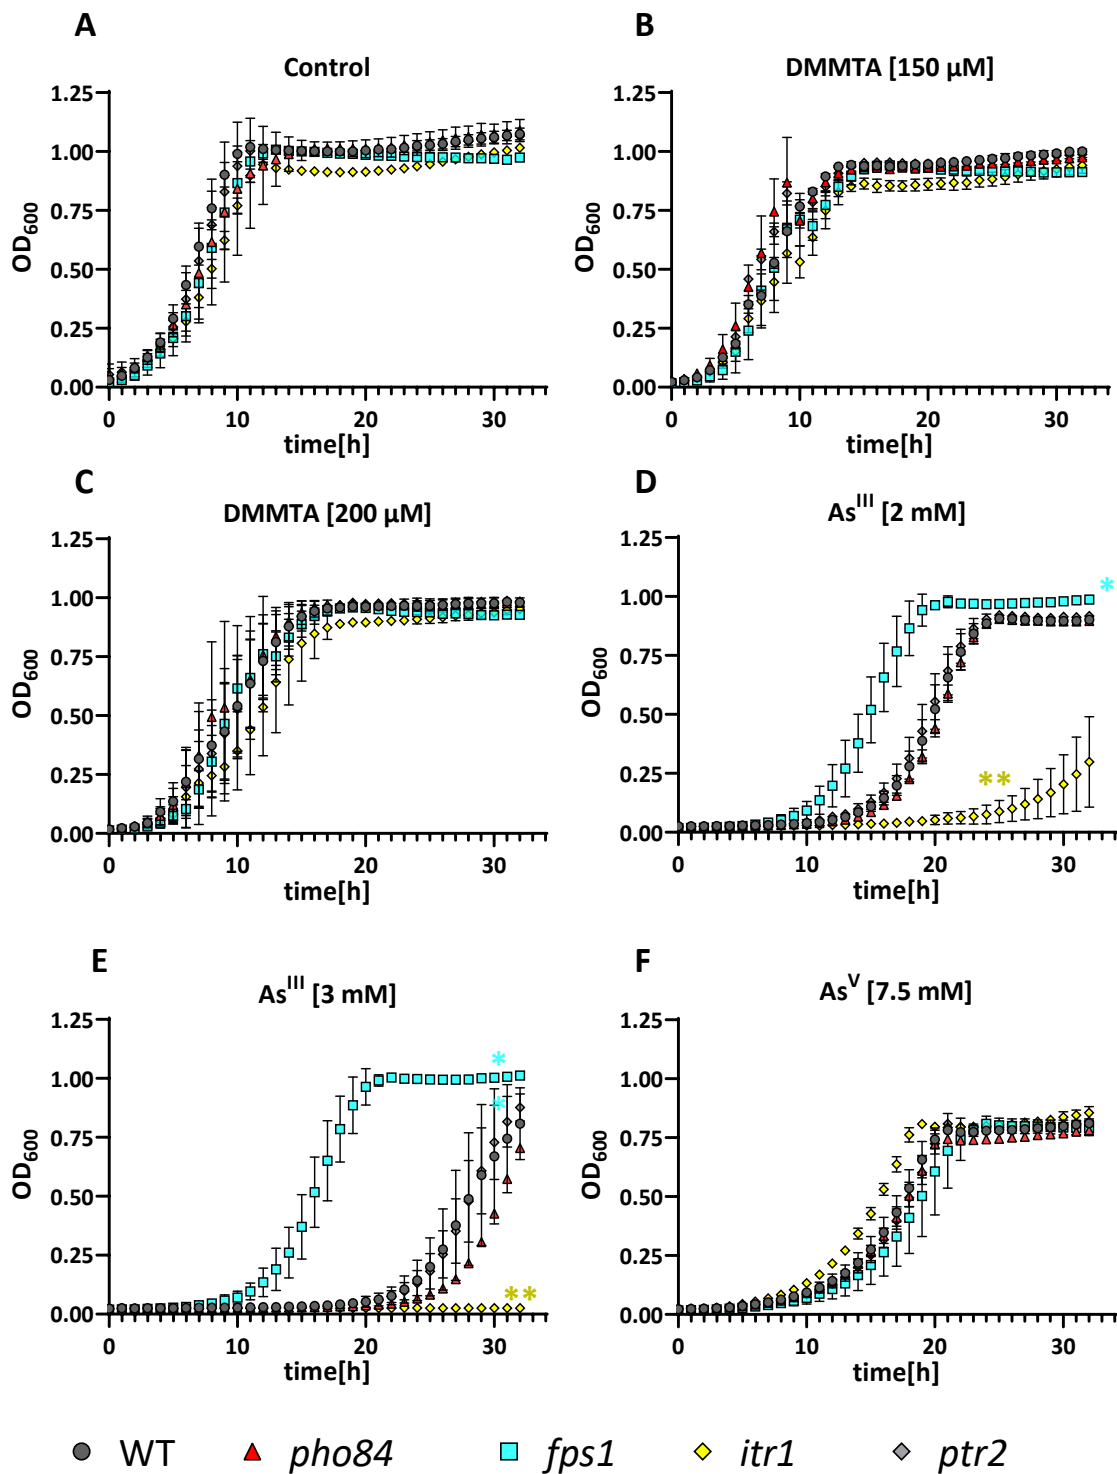 A
Control
1.25
1.00
0.75
0.50
0.25
0.00
OD600
0 10 20 30
time[h]
B
DMMTA [150 µM]
1.25
1.00
0.75
0.50
0.25
0.00
OD600
0 10 20 30
time[h]
C
DMMTA [200 µM]
1.25
1.00
0.75
0.50
0.25
0.00
OD600
0 10 20 30
time[h]
D
AsIII [2 mM]
1.25
1.00
0.75
0.50
0.25
0.00
OD600
*
**
0 10 20 30
time[h]
E
AsIII [3 mM]
1.25
1.00
0.75
0.50
0.25
0.00
OD600
*
*
**
0 10 20 30
time[h]
F
AsV [7.5 mM]
1.25
1.00
0.75
0.50
0.25
0.00
OD600
0 10 20 30
time[h]
WT pho84 fps1 itr1 ptr2